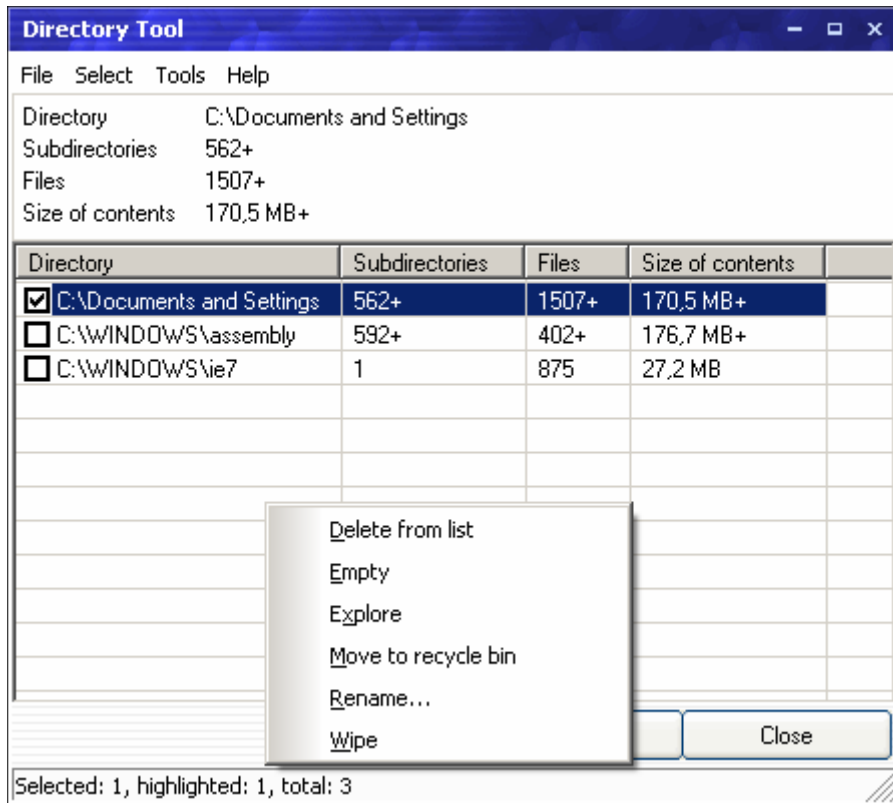 Directory Tool
File Select Tools Help
Directory C:\Documents and Settings
Subdirectories 562+
Files 1507+
Size of contents 170,5 MB+
Directory Subdirectories Files Size of contents
C:\Documents and Settings 562+ 1507+ 170,5 MB+
C:\WINDOWS\assembly 592+ 402+ 176,7 MB+
C:\WINDOWS\ie7 1 875 27,2 MB
Delete from list
Empty
Explore
Move to recycle bin
Rename...
Wipe
Close
Selected: 1, highlighted: 1, total: 3